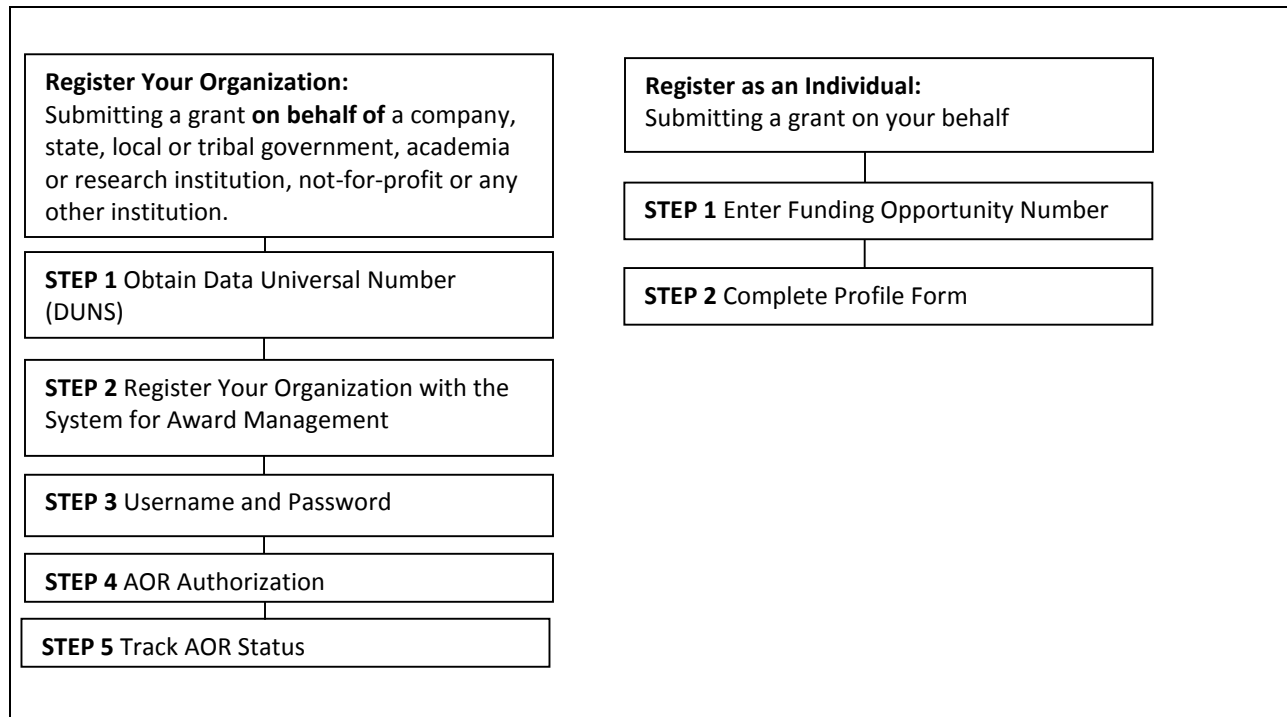 Register Your Organization:
Submitting a grant on behalf of a company,
state, local or tribal government, academia
or research institution, not-for-profit or any
other institution.
STEP 1 Obtain Data Universal Number
(DUNS)
STEP 2 Register Your Organization with the
System for Award Management
STEP 3 Username and Password
STEP 4 AOR Authorization
STEP 5 Track AOR Status
Register as an Individual:
Submitting a grant on your behalf
STEP 1 Enter Funding Opportunity Number
STEP 2 Complete Profile Form